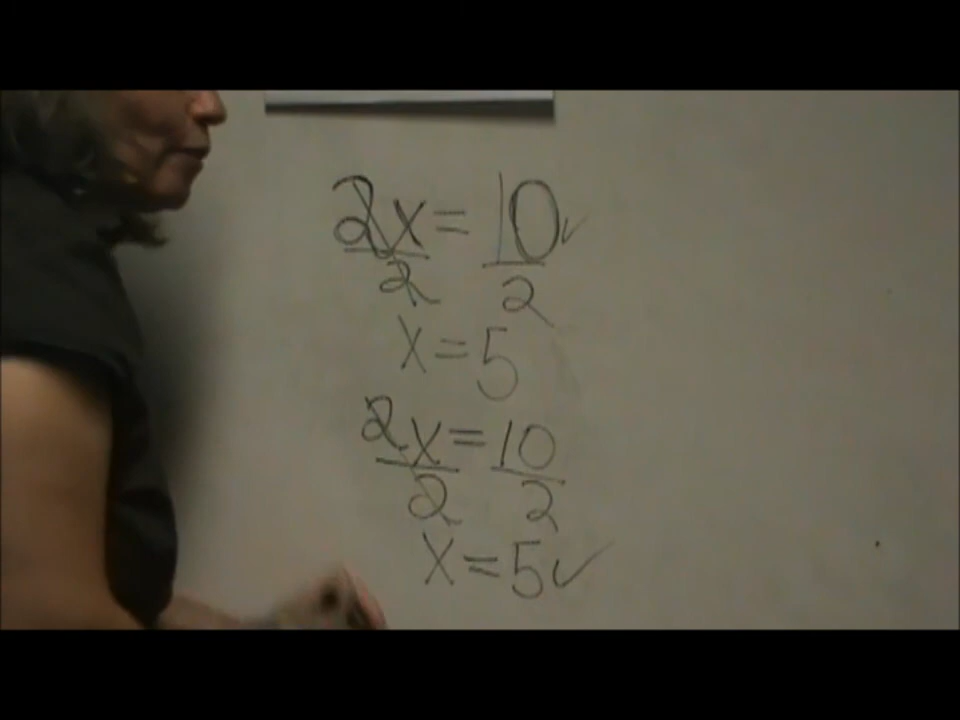 2x = 10✓
2 2
x = 5
2x = 10
2 2
x = 5✓